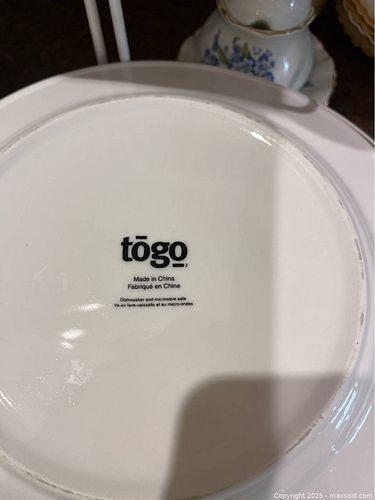 tōgo
Made in China
Fabriqué en Chine
Dishwasher and microwave safe
Va au lave-vaisselle et au micro-ondes
Copyright 2025 - maxsold.com